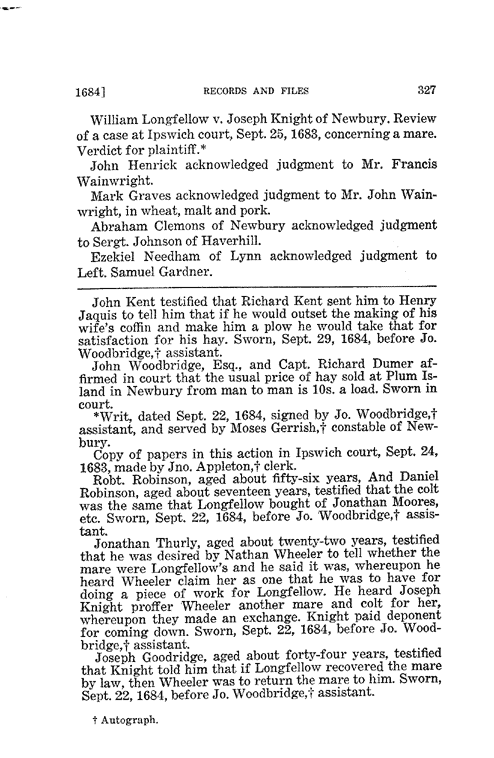 1684] RECORDS AND FILES 327
William Longfellow v. Joseph Knight of Newbury. Review
of a case at Ipswich court, Sept. 25, 1683, concerning a mare.
Verdict for plaintiff.*
John Henrick acknowledged judgment to Mr. Francis
Wainwright.
Mark Graves acknowledged judgment to Mr. John Wain-
wright, in wheat, malt and pork.
Abraham Clemons of Newbury acknowledged judgment
to Sergt. Johnson of Haverhill.
Ezekiel Needham of Lynn acknowledged judgment to
Left. Samuel Gardner.
John Kent testified that Richard Kent sent him to Henry
Jaquis to tell him that if he would outset the making of his
wife's coffin and make him a plow he would take that for
satisfaction for his hay. Sworn, Sept. 29, 1684, before Jo.
Woodbridge,† assistant.
John Woodbridge, Esq., and Capt. Richard Dumer af-
firmed in court that the usual price of hay sold at Plum Is-
land in Newbury from man to man is 10s. a load. Sworn in
court.
*Writ, dated Sept. 22, 1684, signed by Jo. Woodbridge,†
assistant, and served by Moses Gerrish,† constable of New-
bury.
Copy of papers in this action in Ipswich court, Sept. 24,
1683, made by Jno. Appleton,† clerk.
Robt. Robinson, aged about fifty-six years, And Daniel
Robinson, aged about seventeen years, testified that the colt
was the same that Longfellow bought of Jonathan Moores,
etc. Sworn, Sept. 22, 1684, before Jo. Woodbridge,† assis-
tant.
Jonathan Thurly, aged about twenty-two years, testified
that he was desired by Nathan Wheeler to tell whether the
mare were Longfellow's and he said it was, whereupon he
heard Wheeler claim her as one that he was to have for
doing a piece of work for Longfellow. He heard Joseph
Knight proffer Wheeler another mare and colt for her,
whereupon they made an exchange. Knight paid deponent
for coming down. Sworn, Sept. 22, 1684, before Jo. Wood-
bridge,† assistant.
Joseph Goodridge, aged about forty-four years, testified
that Knight told him that if Longfellow recovered the mare
by law, then Wheeler was to return the mare to him. Sworn,
Sept. 22, 1684, before Jo. Woodbridge,† assistant.
† Autograph.